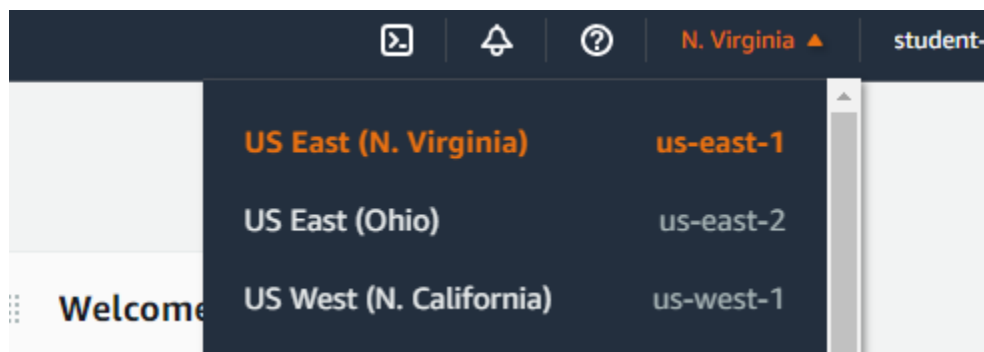 N. Virginia ▲ student-
US East (N. Virginia) us-east-1
US East (Ohio) us-east-2
Welcome US West (N. California) us-west-1